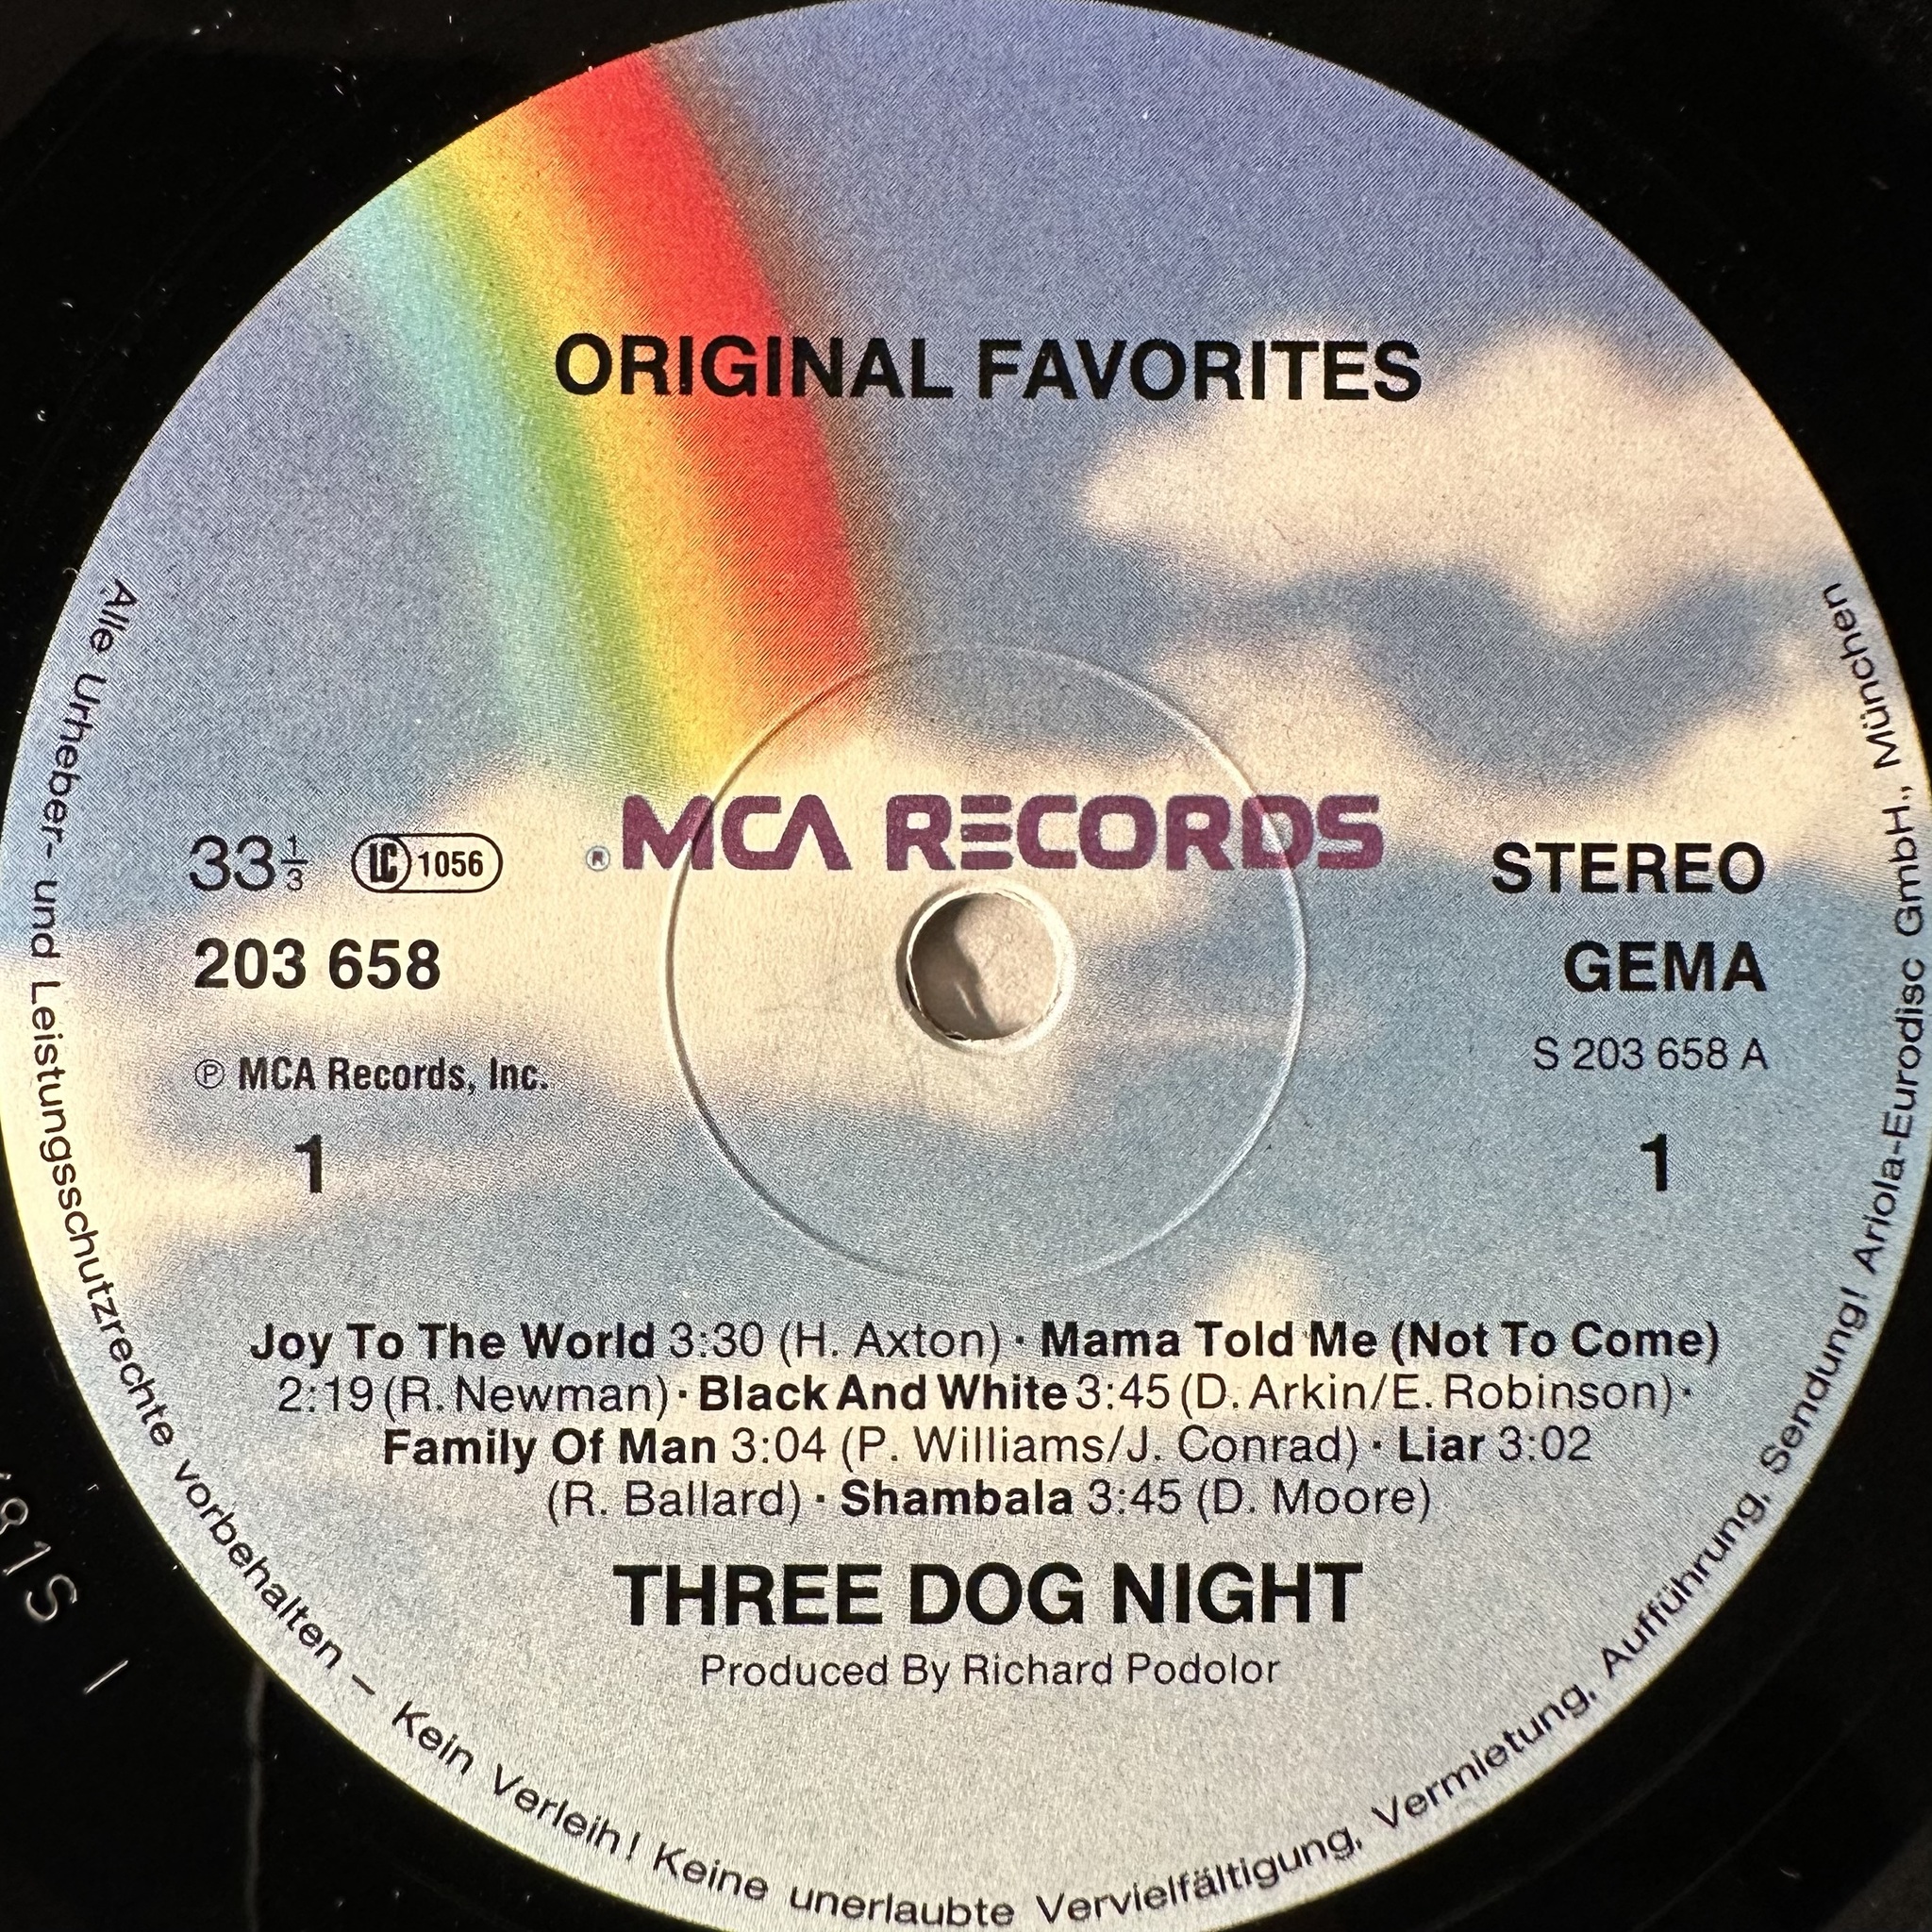 ORIGINAL FAVORITES
® MCA RECORDS
33 1/3 LC 1056
STEREO
203 658
GEMA
℗ MCA Records, Inc.
S 203 658 A
1
1
Joy To The World 3:30 (H. Axton) · Mama Told Me (Not To Come)
2:19 (R. Newman) · Black And White 3:45 (D. Arkin/E. Robinson) ·
Family Of Man 3:04 (P. Williams/J. Conrad) · Liar 3:02
(R. Ballard) · Shambala 3:45 (D. Moore)
THREE DOG NIGHT
Produced By Richard Podolor
Alle Urheber- und Leistungsschutzrechte vorbehalten – Kein Verleih! Keine unerlaubte Vervielfältigung, Vermietung, Aufführung, Sendung! Ariola-Eurodisc GmbH., München